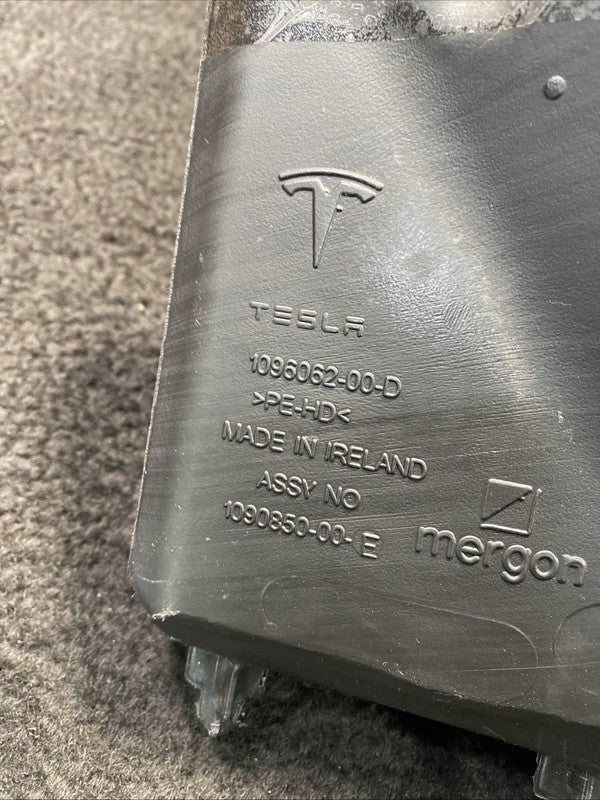 TESLA
1096062-00-D
>PE-HD<
MADE IN IRELAND
ASSY NO
1090850-00-E
mergon